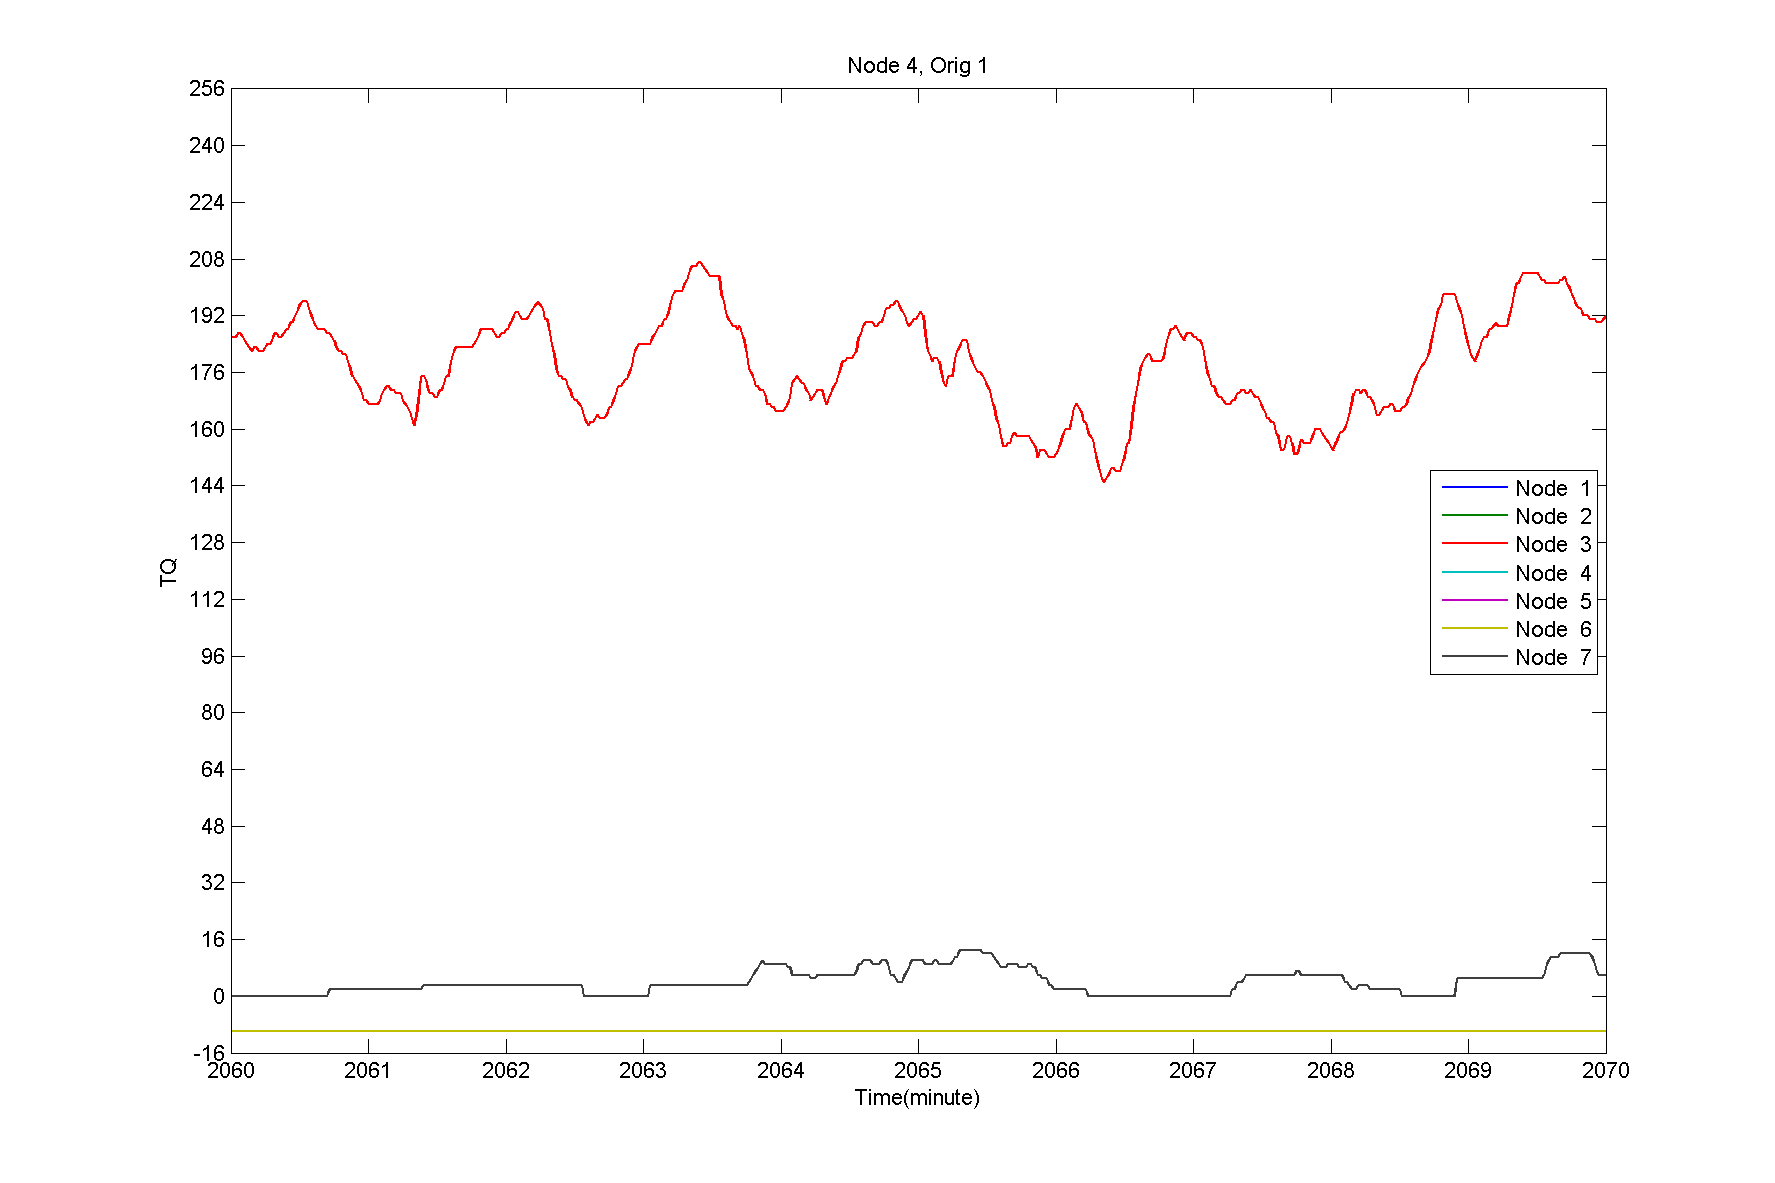 Node 4, Orig 1
256
240
224
208
192
176
160
144
128
112
96
80
64
48
32
16
0
-16
TQ
Node 1
Node 2
Node 3
Node 4
Node 5
Node 6
Node 7
2060 2061 2062 2063 2064 2065 2066 2067 2068 2069 2070
Time(minute)